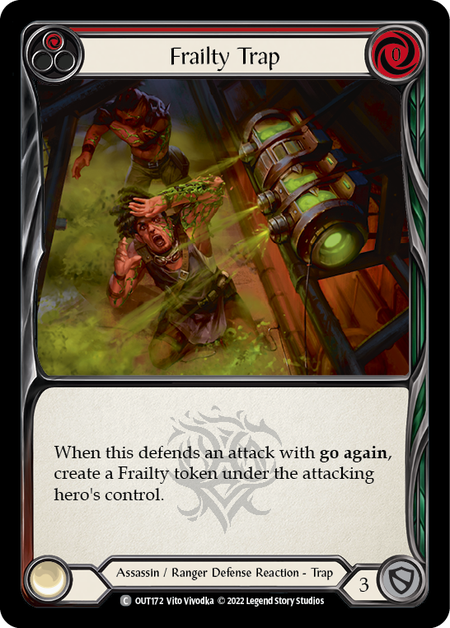 Frailty Trap
0
When this defends an attack with go again,
create a Frailty token under the attacking
hero's control.
Assassin / Ranger Defense Reaction - Trap
3
C OUT172 Vito Vivodka © 2022 Legend Story Studios